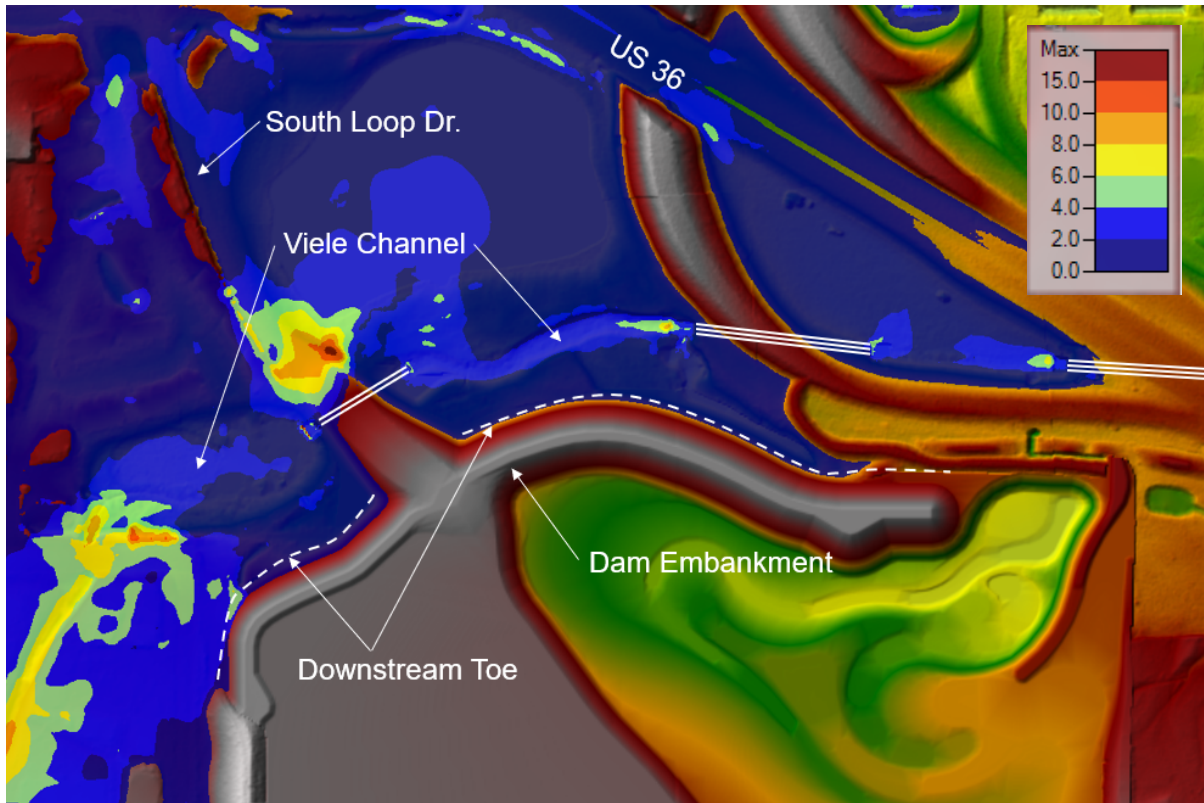 US 36
Max
15.0
10.0
8.0
6.0
4.0
2.0
0.0
South Loop Dr.
Viele Channel
Dam Embankment
Downstream Toe